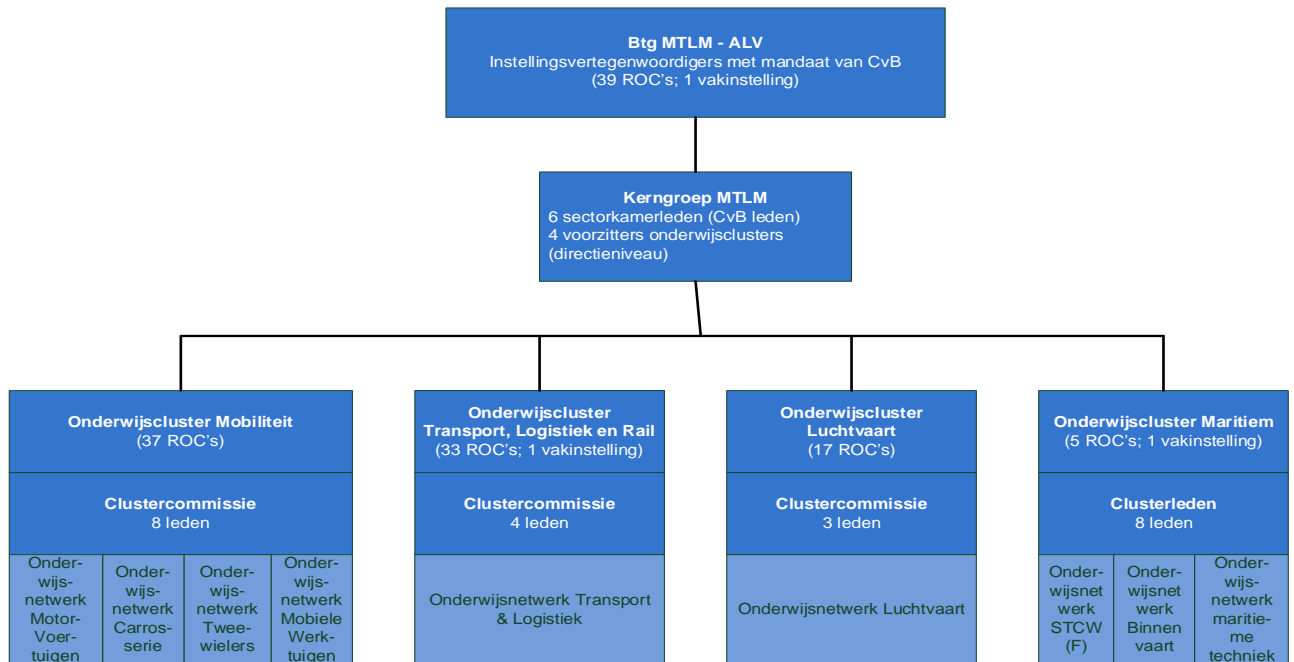 Btg MTLM - ALV
Instellingsvertegenwoordigers met mandaat van CvB
(39 ROC's; 1 vakinstelling)
Kerngroep MTLM
6 sectorkamerleden (CvB leden)
4 voorzitters onderwijsclusters
(directieniveau)
Onderwijscluster Mobiliteit
(37 ROC's)
Clustercommissie
8 leden
Onder-
wijs-
netwerk
Motor-
Voer-
tuigen
Onder-
wijs-
netwerk
Carros-
serie
Onder-
wijs-
netwerk
Twee-
wielers
Onder-
wijs-
netwerk
Mobiele
Werk-
tuigen
Onderwijscluster
Transport, Logistiek en Rail
(33 ROC's; 1 vakinstelling)
Clustercommissie
4 leden
Onderwijsnetwerk Transport
& Logistiek
Onderwijscluster
Luchtvaart
(17 ROC's)
Clustercommissie
3 leden
Onderwijsnetwerk Luchtvaart
Onderwijscluster Maritiem
(5 ROC's; 1 vakinstelling)
Clusterleden
8 leden
Onder-
wijsnet
werk
STCW
(F)
Onder-
wijsnet
werk
Binnen
vaart
Onder-
wijs-
netwerk
maritie-
me
techniek